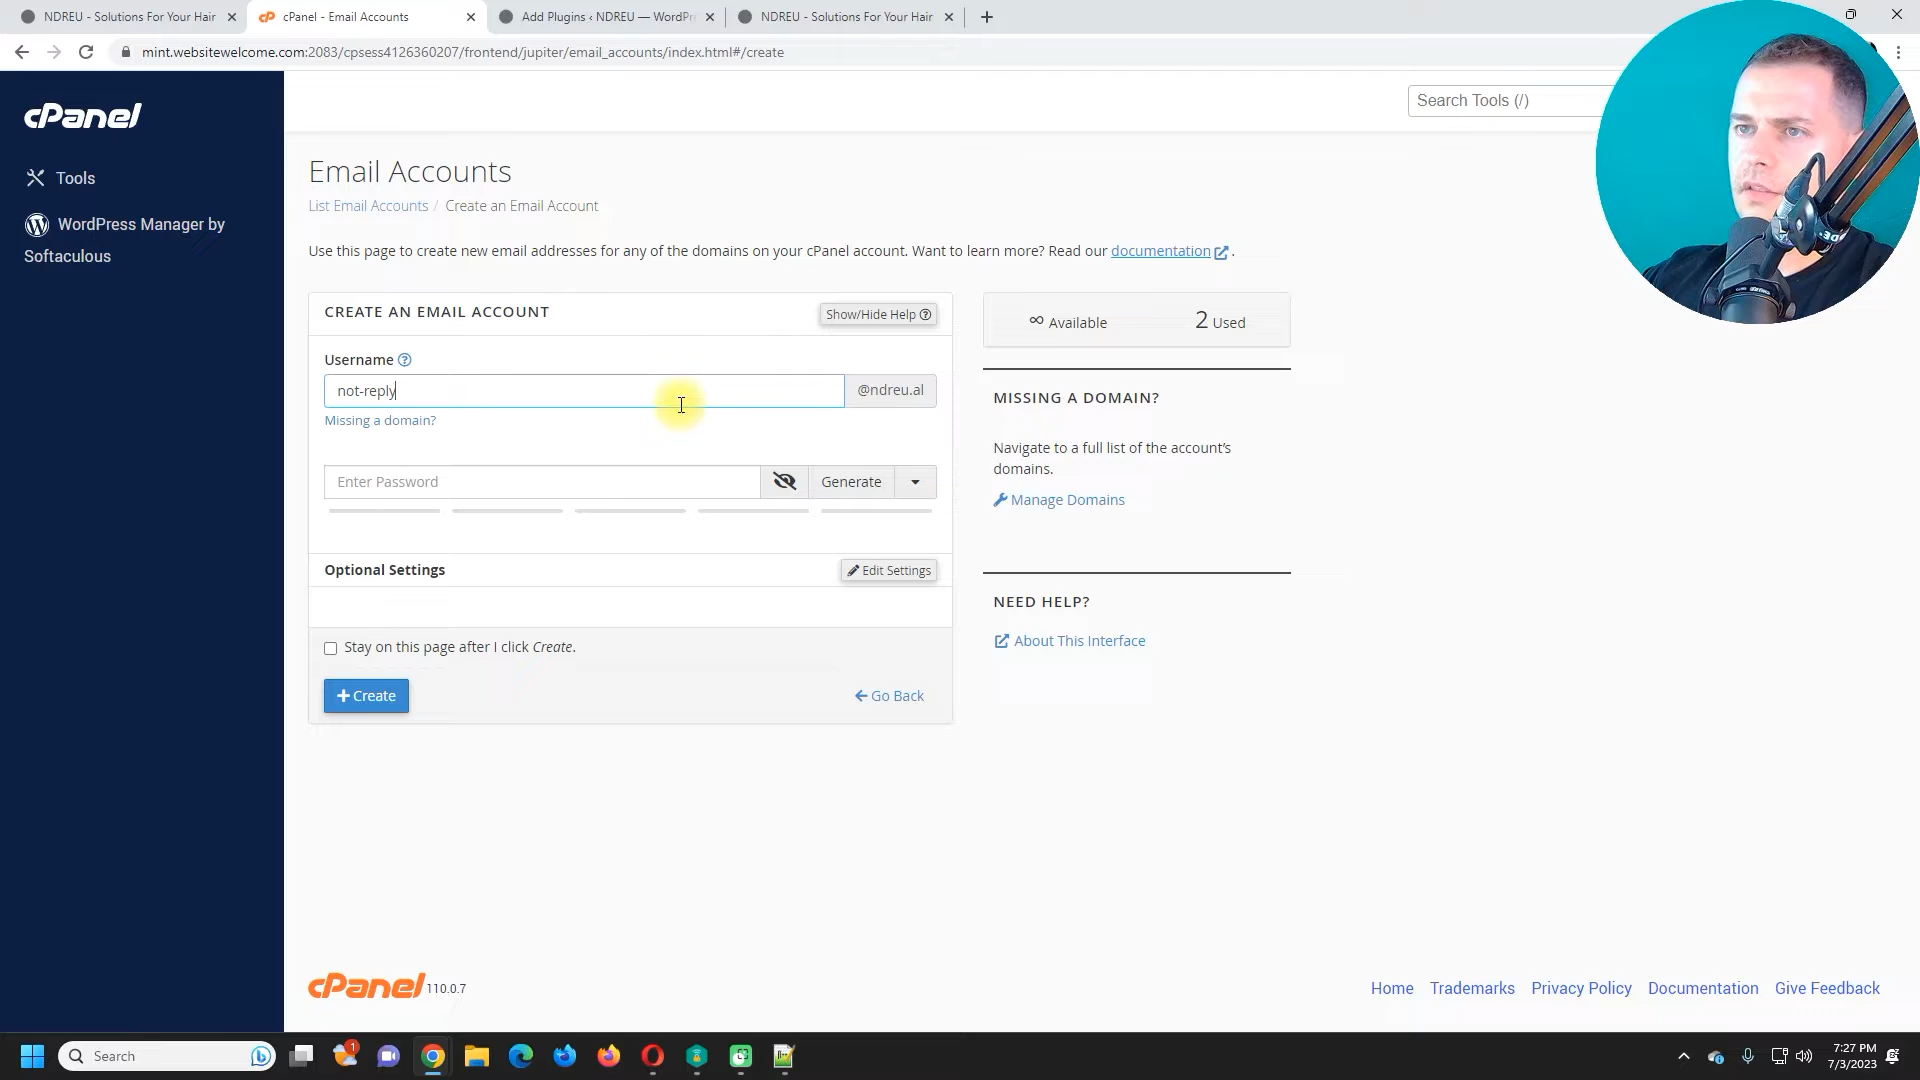 NDREU - Solutions For Your Hair
cPanel - Email Accounts
Add Plugins ‹ NDREU — WordPr
NDREU - Solutions For Your Hair
mint.websitewelcome.com:2083/cpsess4126360207/frontend/jupiter/email_accounts/index.html#/create
cPanel
Search Tools (/)
Tools
WordPress Manager by
Softaculous
Email Accounts
List Email Accounts / Create an Email Account
Use this page to create new email addresses for any of the domains on your cPanel account. Want to learn more? Read our documentation .
CREATE AN EMAIL ACCOUNT
Show/Hide Help
∞ Available
2 Used
Username
not-reply
@ndreu.al
Missing a domain?
MISSING A DOMAIN?
Navigate to a full list of the account's
domains.
Manage Domains
Enter Password
Generate
Optional Settings
Edit Settings
NEED HELP?
About This Interface
Stay on this page after I click Create.
+ Create
Go Back
cPanel 110.0.7
Home
Trademarks
Privacy Policy
Documentation
Give Feedback
Search
1
7:27 PM
7/3/2023